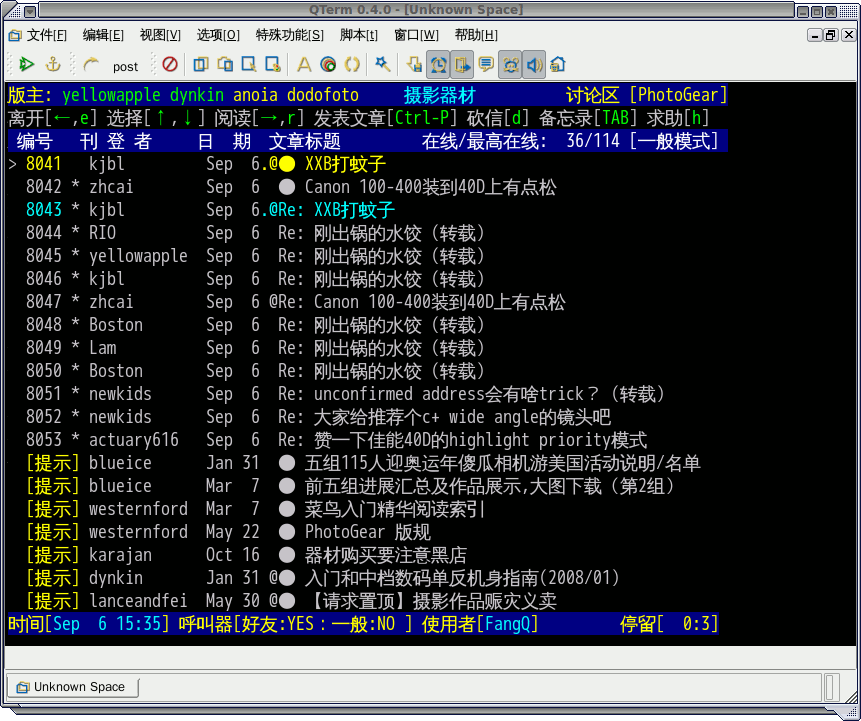 QTerm 0.4.0 - [Unknown Space]
文件[F] 编辑[E] 视图[V] 选项[O] 特殊功能[S] 脚本[t] 窗口[W] 帮助[H]
post
版主: yellowapple dynkin anoia dodofoto 摄影器材 讨论区 [PhotoGear]
离开[←,e] 选择[↑,↓] 阅读[→,r] 发表文章[Ctrl-P] 砍信[d] 备忘录[TAB] 求助[h]
编号 刊 登 者 日 期 文章标题 在线/最高在线: 36/114 [一般模式]
> 8041 kjbl Sep 6.@● XXB打蚊子
8042 * zhcai Sep 6 ● Canon 100-400装到40D上有点松
8043 * kjbl Sep 6.@Re: XXB打蚊子
8044 * RIO Sep 6 Re: 刚出锅的水饺 (转载)
8045 * yellowapple Sep 6 Re: 刚出锅的水饺 (转载)
8046 * kjbl Sep 6 Re: 刚出锅的水饺 (转载)
8047 * zhcai Sep 6 @Re: Canon 100-400装到40D上有点松
8048 * Boston Sep 6 Re: 刚出锅的水饺 (转载)
8049 * Lam Sep 6 Re: 刚出锅的水饺 (转载)
8050 * Boston Sep 6 Re: 刚出锅的水饺 (转载)
8051 * newkids Sep 6 Re: unconfirmed address会有啥trick？ (转载)
8052 * newkids Sep 6 Re: 大家给推荐个c+ wide angle的镜头吧
8053 * actuary616 Sep 6 Re: 赞一下佳能40D的highlight priority模式
[提示] blueice Jan 31 ● 五组115人迎奥运年傻瓜相机游美国活动说明/名单
[提示] blueice Mar 7 ● 前五组进展汇总及作品展示,大图下载 (第2组)
[提示] westernford Mar 7 ● 菜鸟入门精华阅读索引
[提示] westernford May 22 ● PhotoGear 版规
[提示] karajan Oct 16 ● 器材购买要注意黑店
[提示] dynkin Jan 31 @● 入门和中档数码单反机身指南(2008/01)
[提示] lanceandfei May 30 @● 【请求置顶】摄影作品赈灾义卖
时间[Sep 6 15:35] 呼叫器[好友:YES：一般:NO ] 使用者[FangQ] 停留[ 0:3]
Unknown Space